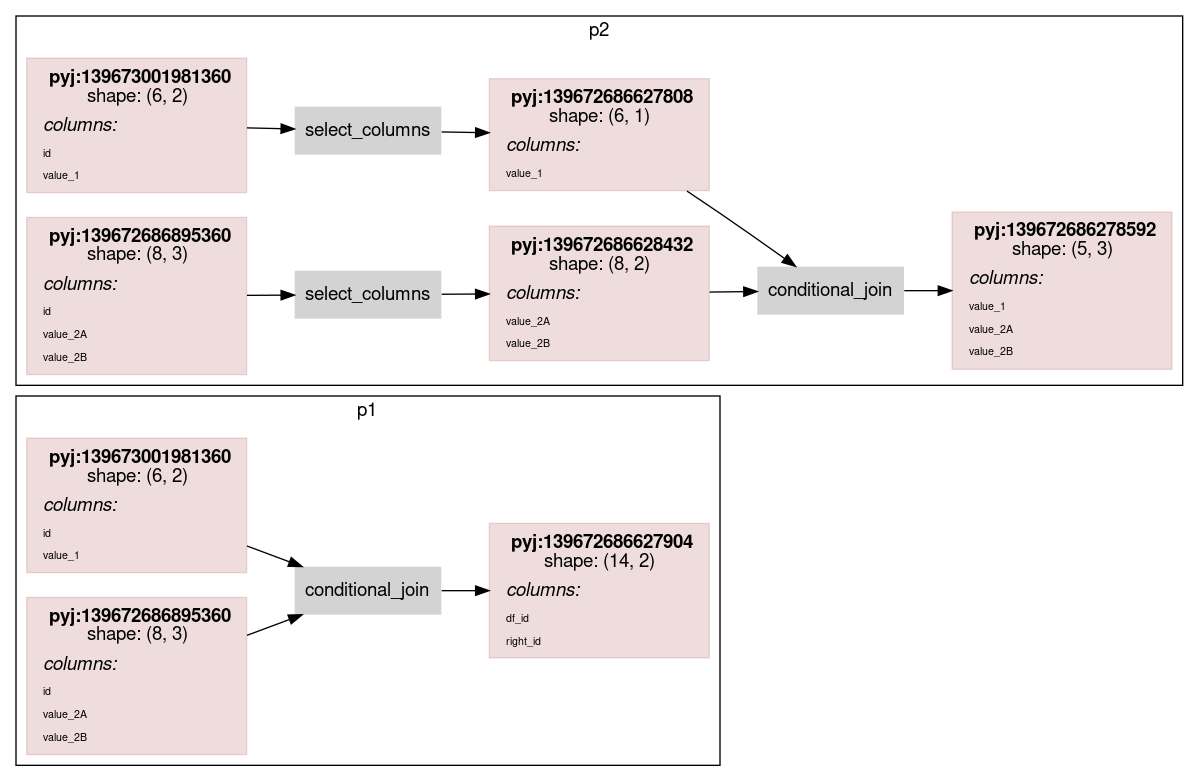 p2
pyj:139673001981360
shape: (6, 2)
columns:
id
value_1
select_columns
pyj:139672686627808
shape: (6, 1)
columns:
value_1
pyj:139672686895360
shape: (8, 3)
columns:
id
value_2A
value_2B
select_columns
pyj:139672686628432
shape: (8, 2)
columns:
value_2A
value_2B
conditional_join
pyj:139672686278592
shape: (5, 3)
columns:
value_1
value_2A
value_2B
p1
pyj:139673001981360
shape: (6, 2)
columns:
id
value_1
pyj:139672686895360
shape: (8, 3)
columns:
id
value_2A
value_2B
conditional_join
pyj:139672686627904
shape: (14, 2)
columns:
df_id
right_id